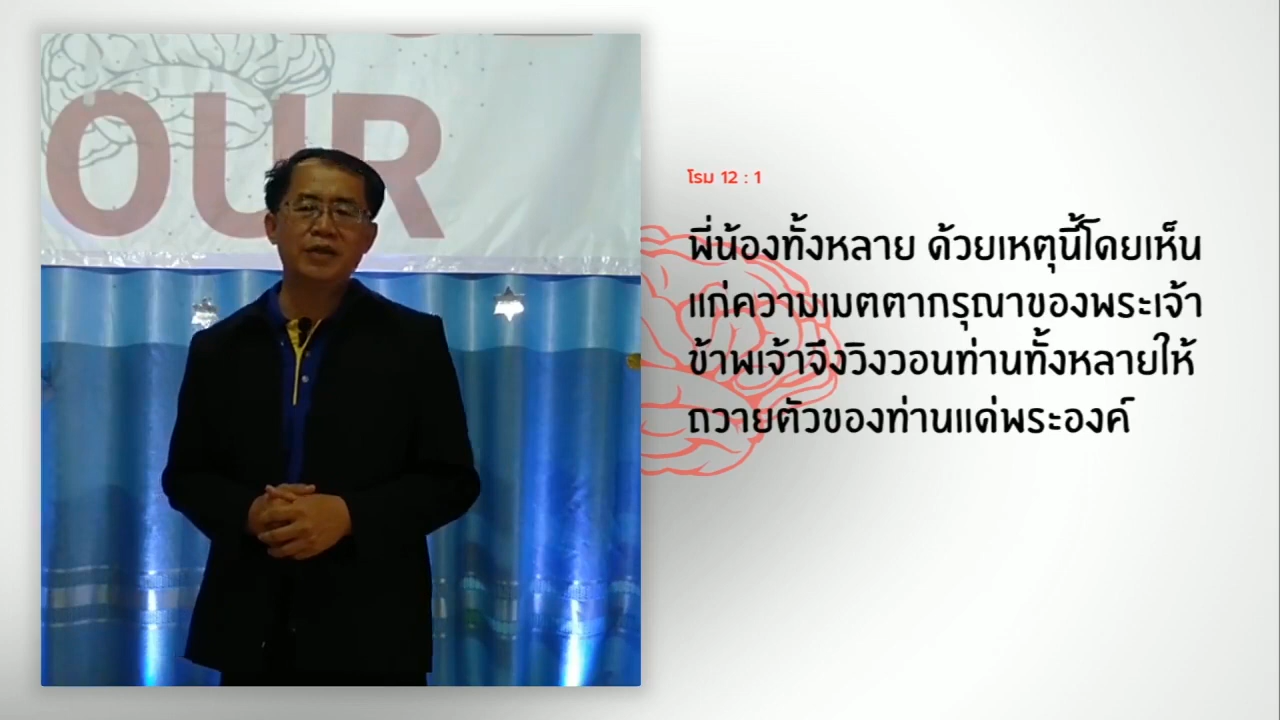 OUR
โรม 12 : 1
พี่น้องทั้งหลาย ด้วยเหตุนี้โดยเห็น
แก่ความเมตตากรุณาของพระเจ้า
ข้าพเจ้าจึงวิงวอนท่านทั้งหลายให้
ถวายตัวของท่านแด่พระองค์